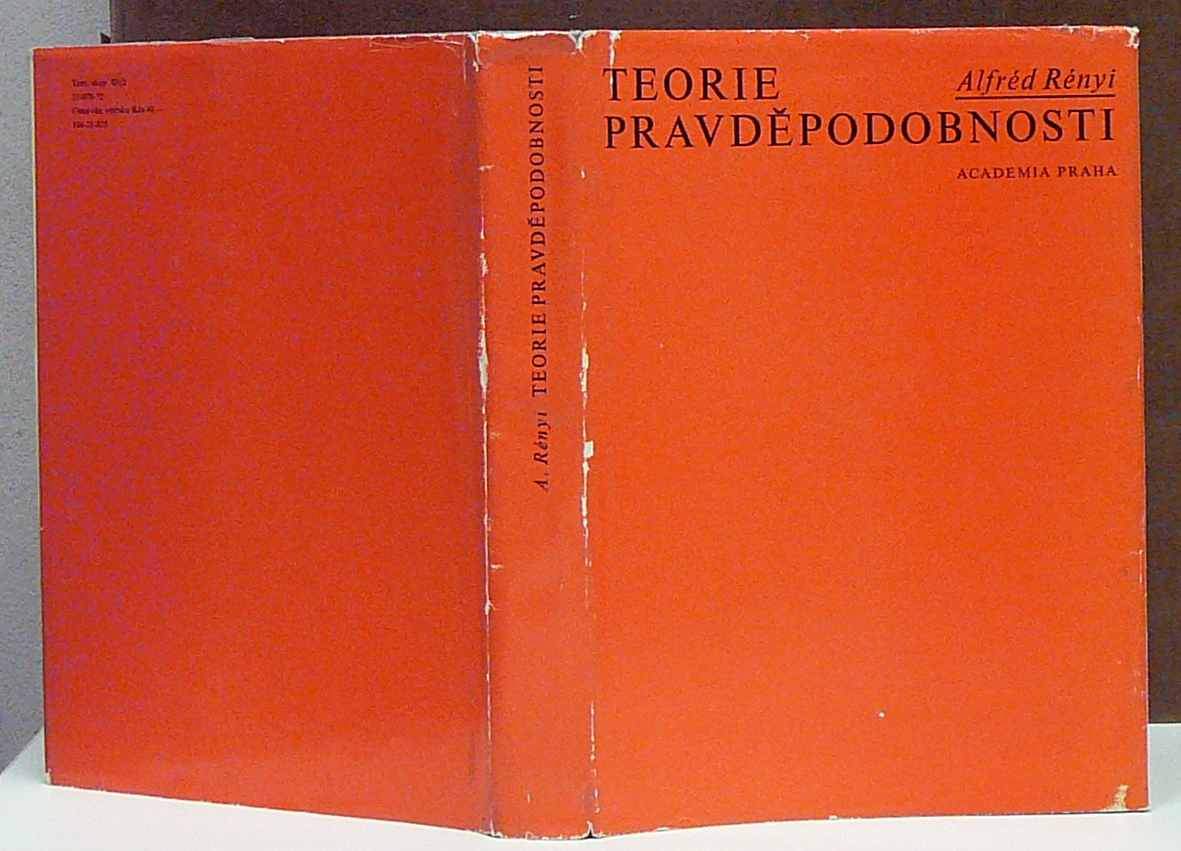 TEORIE
Alfréd Rényi
PRAVDĚPODOBNOSTI
ACADEMIA PRAHA
A. Rényi TEORIE PRAVDĚPODOBNOSTI